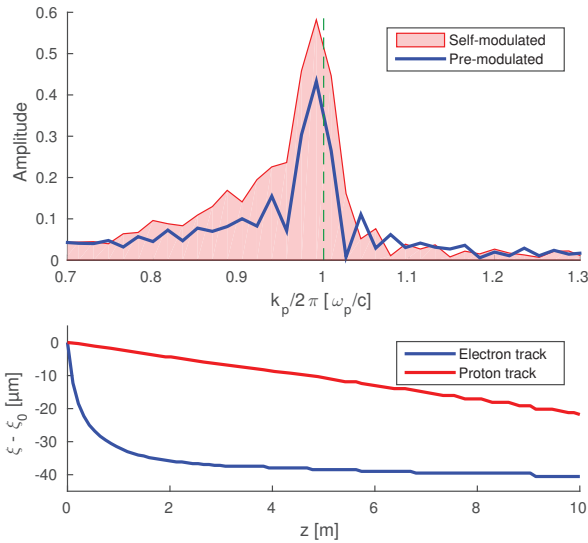 0.6
0.5
0.4
0.3
0.2
0.1
0
Amplitude
Self-modulated
Pre-modulated
0.7 0.8 0.9 1 1.1 1.2 1.3
k_p/2 π [ω_p/c]
0
-10
-20
-30
-40
ξ - ξ_0 [μm]
Electron track
Proton track
0 2 4 6 8 10
z [m]